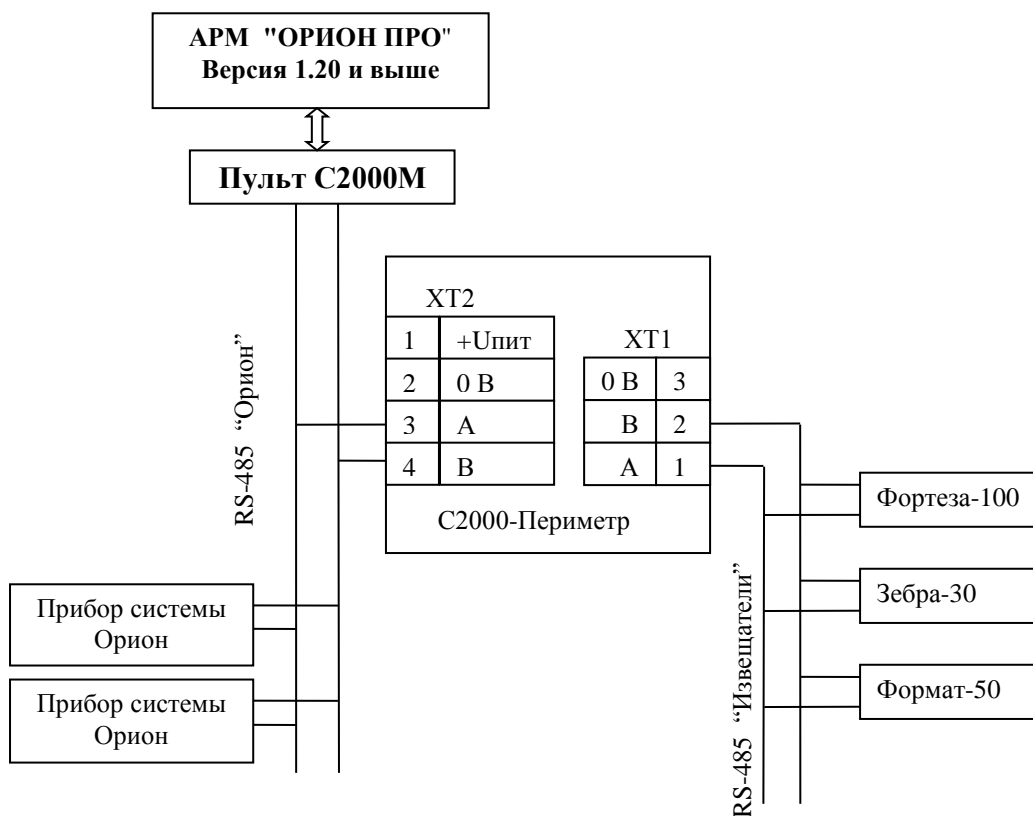 АРМ "ОРИОН ПРО"
Версия 1.20 и выше
Пульт С2000М
RS-485 “Орион”
XT2
1 +Uпит
2 0 В
3 А
4 В
XT1
0 В 3
В 2
А 1
С2000-Периметр
RS-485 “Извещатели”
Фортеза-100
Зебра-30
Формат-50
Прибор системы
Орион
Прибор системы
Орион